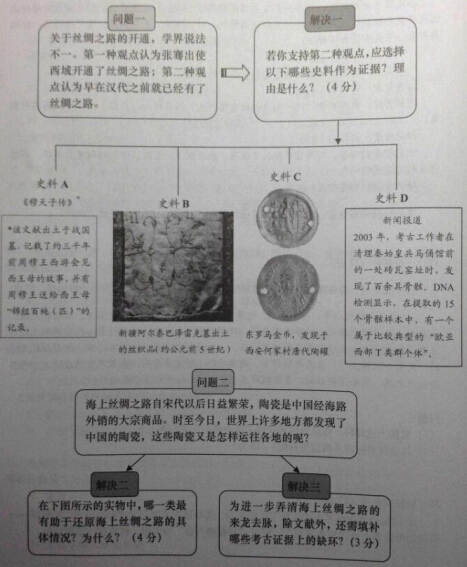 问题一
关于丝绸之路的开通，学界说法
不一。第一种观点认为张骞出使
西域开通了丝绸之路；第二种观
点认为早在汉代之前就已经有了
丝绸之路。
解决一
若你支持第二种观点，应选择
以下哪些史料作为证据？理
由是什么？（4 分）
史料 A
《穆天子传》*
*该文献出土于战国
墓，记载了约三千年
前周穆王西游会见
西王母的故事，并有
周穆王送给西王母
“锦组百纯（匹）”的
记录。
史料 B
新疆阿尔泰巴泽雷克墓出土
的丝织品（约公元前 5 世纪）
史料 C
东罗马金币，发现于
西安何家村唐代陶罐
史料 D
新闻报道
2003 年，考古工作者在
清理秦始皇兵马俑馆前
的一处砖瓦窑址时，发
现了百余具骨骸，DNA
检测显示，在提取的 15
个骨骸样本中，有一个
属于比较典型的“欧亚
西部 T 类群个体”。
问题二
海上丝绸之路自宋代以后日益繁荣，陶瓷是中国经海路
外销的大宗商品。时至今日，世界上许多地方都发现了
中国的陶瓷，这些陶瓷又是怎样运往各地的呢？
解决二
在下图所示的实物中，哪一类最
有助于还原海上丝绸之路的具
体情况？为什么？（4 分）
解决三
为进一步弄清海上丝绸之路的
来龙去脉，除文献外，还需填补
哪些考古证据上的缺环？（3 分）